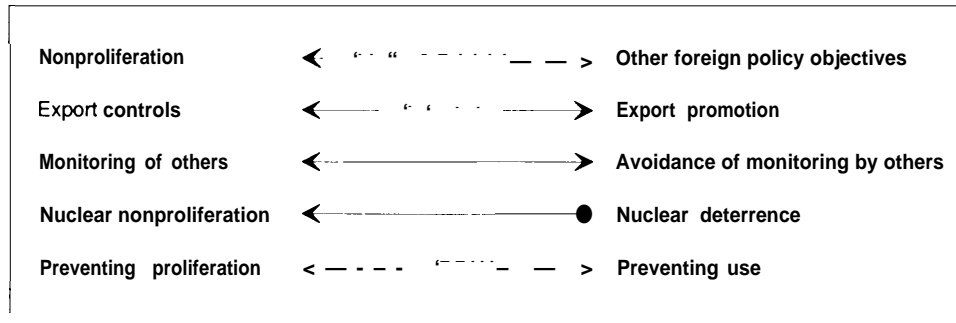 Nonproliferation Other foreign policy objectives
Export controls Export promotion
Monitoring of others Avoidance of monitoring by others
Nuclear nonproliferation Nuclear deterrence
Preventing proliferation Preventing use